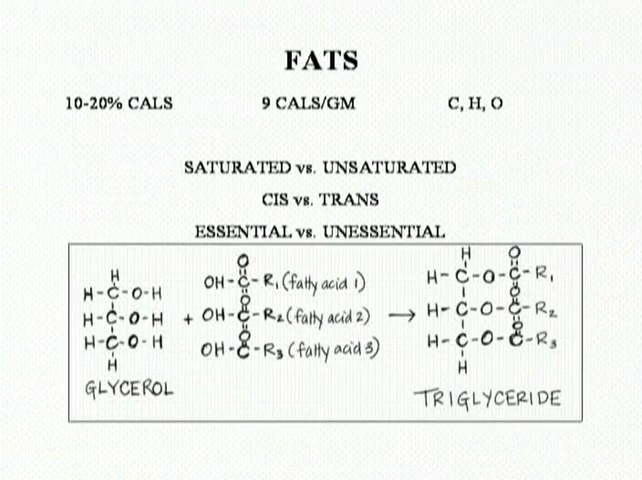 FATS
10-20% CALS 9 CALS/GM C, H, O
SATURATED vs. UNSATURATED
CIS vs. TRANS
ESSENTIAL vs. UNESSENTIAL
H O H O
H-C-O-H OH-C-R₁ (fatty acid 1) H-C-O-C-R₁
O O
H-C-O-H + OH-C-R₂ (fatty acid 2) → H-C-O-C-R₂
O O
H-C-O-H OH-C-R₃ (fatty acid 3) H-C-O-C-R₃
H H
GLYCEROL TRIGLYCERIDE